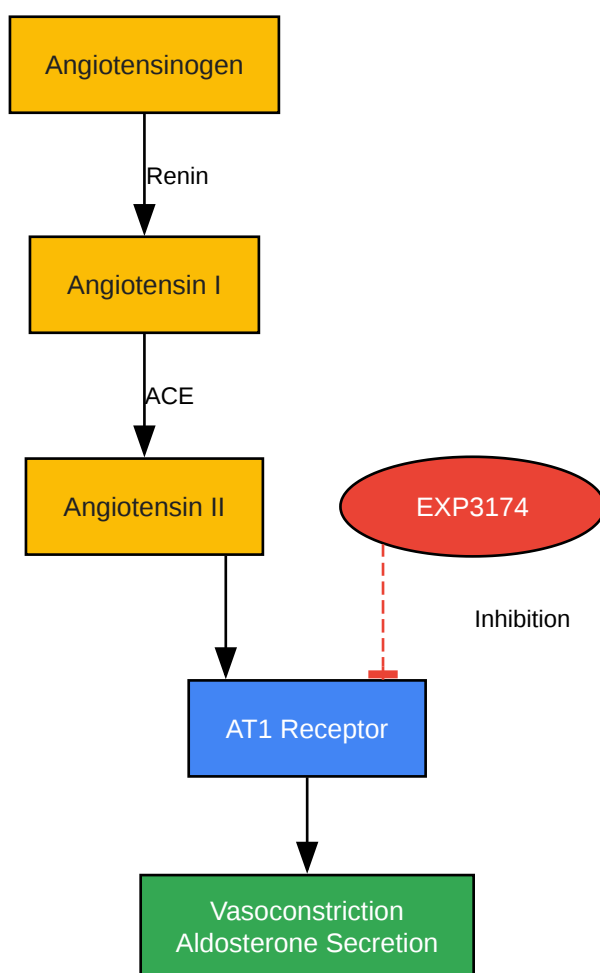 Angiotensinogen
Renin
Angiotensin I
ACE
Angiotensin II
EXP3174
Inhibition
AT1 Receptor
Vasoconstriction
Aldosterone Secretion